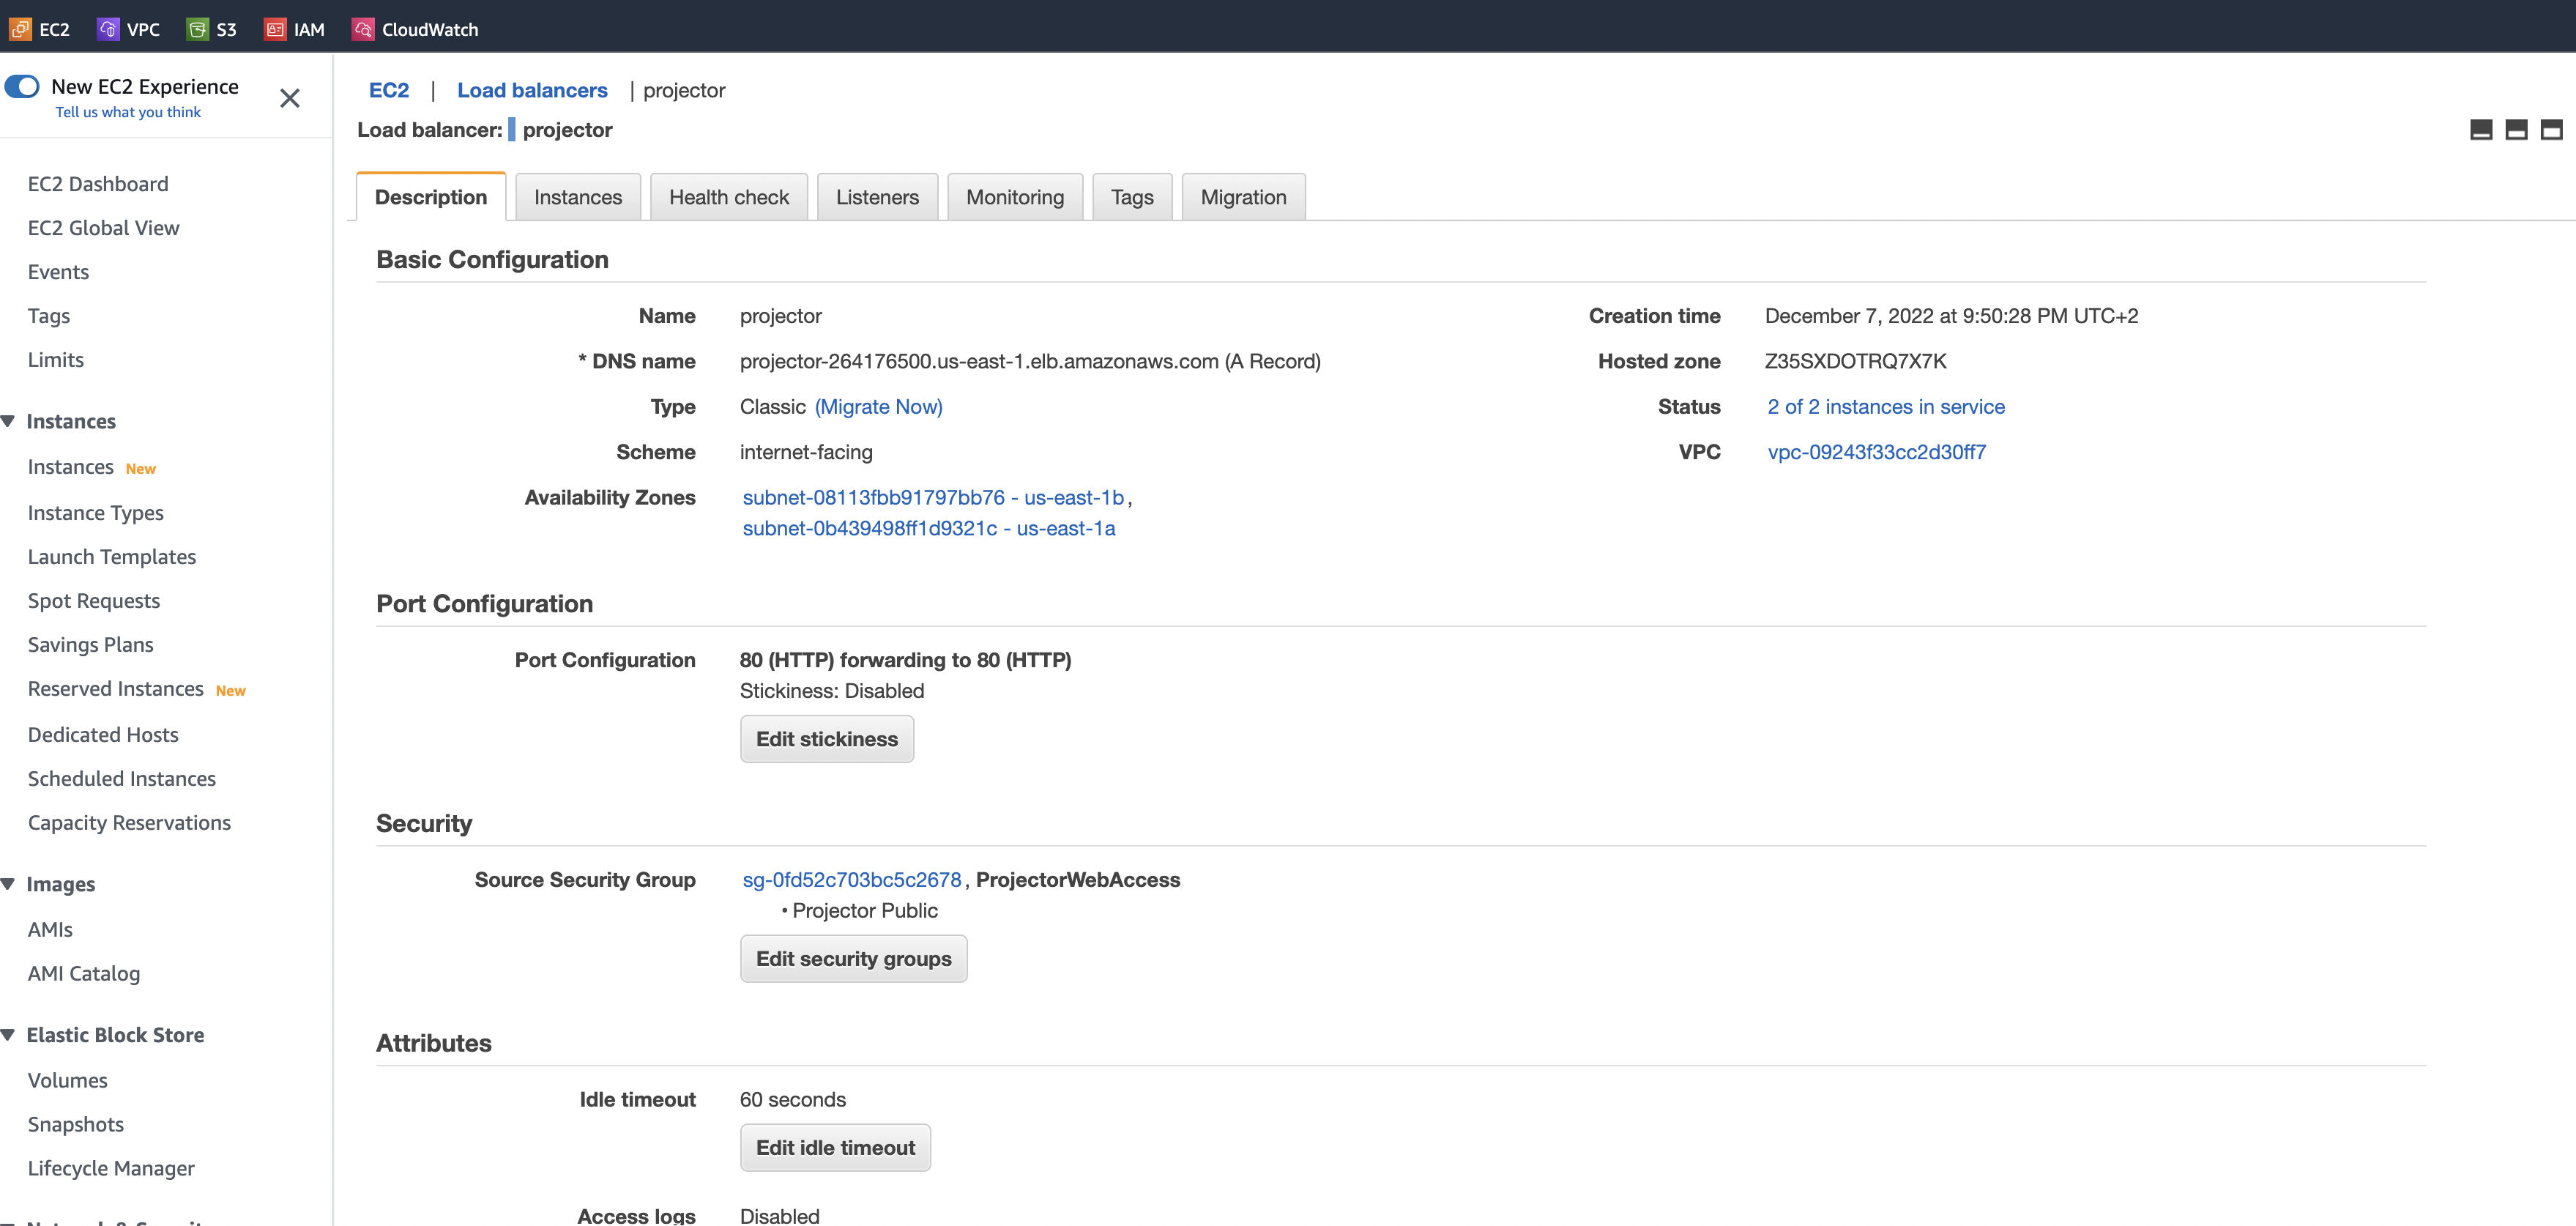 EC2 VPC S3 IAM CloudWatch
New EC2 Experience
Tell us what you think
EC2 Dashboard
EC2 Global View
Events
Tags
Limits
Instances
Instances New
Instance Types
Launch Templates
Spot Requests
Savings Plans
Reserved Instances New
Dedicated Hosts
Scheduled Instances
Capacity Reservations
Images
AMIs
AMI Catalog
Elastic Block Store
Volumes
Snapshots
Lifecycle Manager
EC2 | Load balancers | projector
Load balancer: projector
Description Instances Health check Listeners Monitoring Tags Migration
Basic Configuration
Name projector
* DNS name projector-264176500.us-east-1.elb.amazonaws.com (A Record)
Type Classic (Migrate Now)
Scheme internet-facing
Availability Zones subnet-08113fbb91797bb76 - us-east-1b,
subnet-0b439498ff1d9321c - us-east-1a
Creation time December 7, 2022 at 9:50:28 PM UTC+2
Hosted zone Z35SXDOTRQ7X7K
Status 2 of 2 instances in service
VPC vpc-09243f33cc2d30ff7
Port Configuration
Port Configuration 80 (HTTP) forwarding to 80 (HTTP)
Stickiness: Disabled
Edit stickiness
Security
Source Security Group sg-0fd52c703bc5c2678, ProjectorWebAccess
• Projector Public
Edit security groups
Attributes
Idle timeout 60 seconds
Edit idle timeout
Access logs Disabled